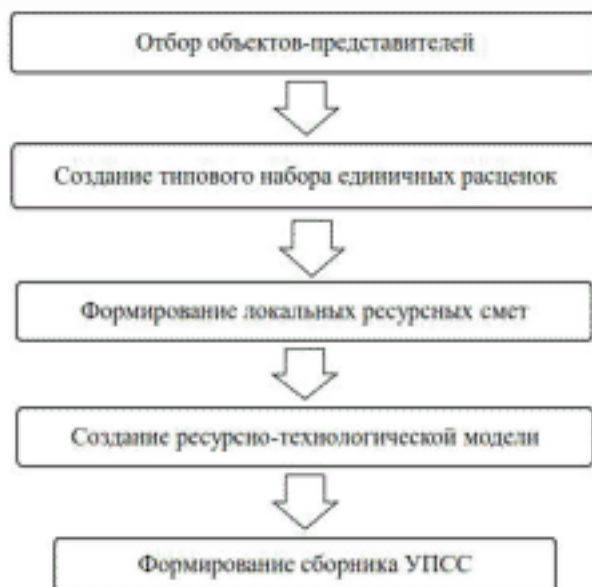 Отбор объектов-представителей
Создание типового набора единичных расценок
Формирование локальных ресурсных смет
Создание ресурсно-технологической модели
Формирование сборника УПСС